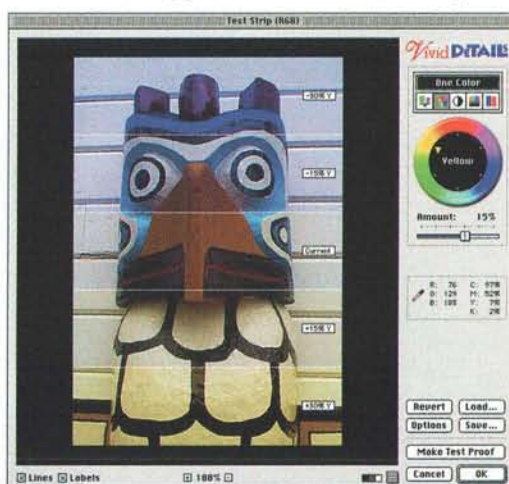 Test Strip (RGB)
Vivid DETAILS
One Color
Yellow
Amount: 15%
R: 76 C: 97%
G: 129 M: 52%
Y: 7%
K: 2%
-30% Y
-15% Y
Current
+15% Y
+30% Y
Revert Load...
Options Save...
Make Test Proof
Cancel OK
Lines Labels 100%